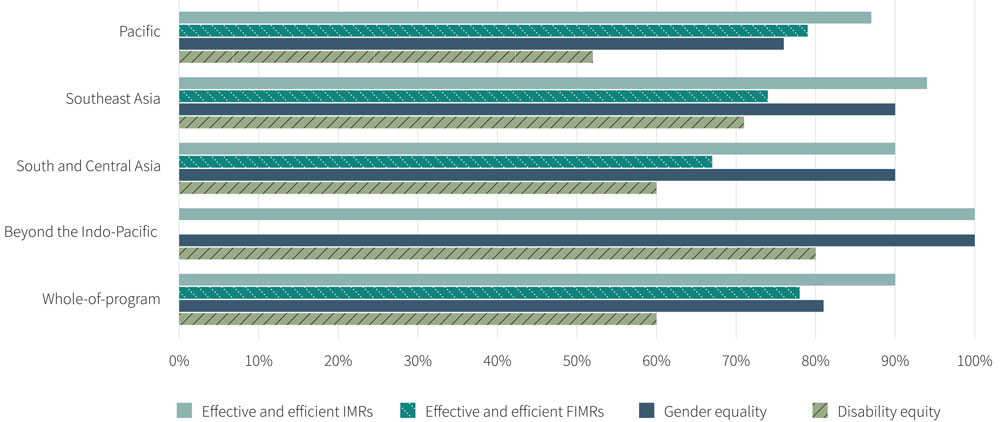 Pacific
Southeast Asia
South and Central Asia
Beyond the Indo-Pacific
Whole-of-program
0% 10% 20% 30% 40% 50% 60% 70% 80% 90% 100%
Effective and efficient IMRs Effective and efficient FIMRs Gender equality Disability equity